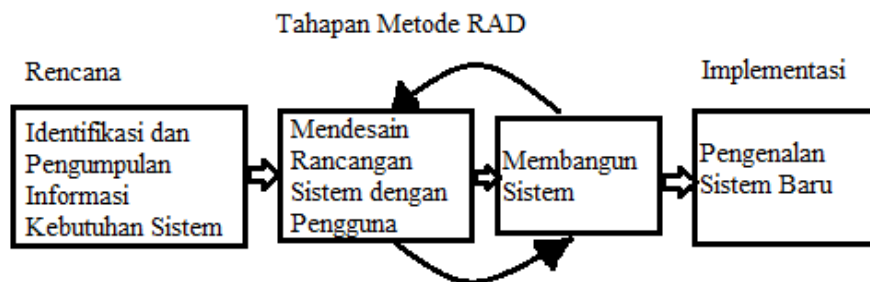 Tahapan Metode RAD
Rencana
Implementasi
Identifikasi dan
Pengumpulan
Informasi
Kebutuhan Sistem
Mendesain
Rancangan
Sistem dengan
Pengguna
Membangun
Sistem
Pengenalan
Sistem Baru